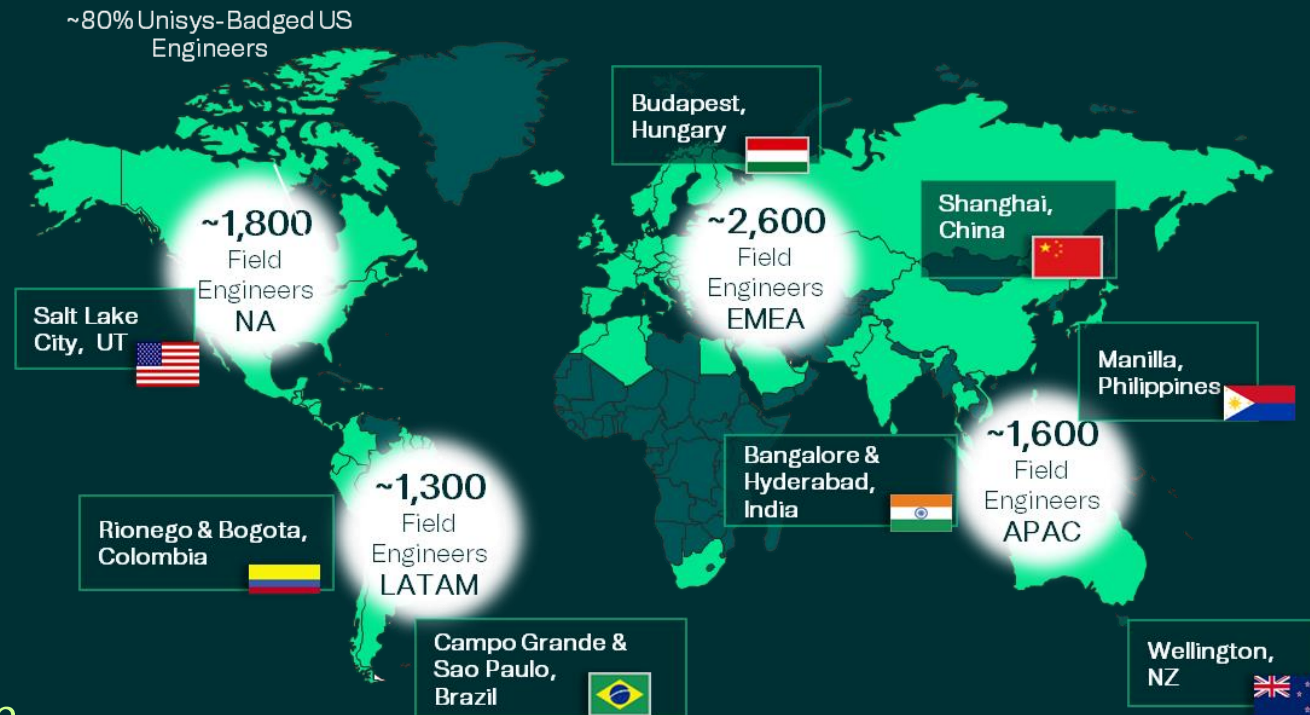 ~80% Unisys-Badged US
Engineers
Budapest,
Hungary
Shanghai,
China
~1,800
Field
Engineers
NA
~2,600
Field
Engineers
EMEA
Salt Lake
City, UT
Manilla,
Philippines
~1,600
Field
Engineers
APAC
Bangalore &
Hyderabad,
India
~1,300
Field
Engineers
LATAM
Rionego & Bogota,
Colombia
Campo Grande &
Sao Paulo,
Brazil
Wellington,
NZ